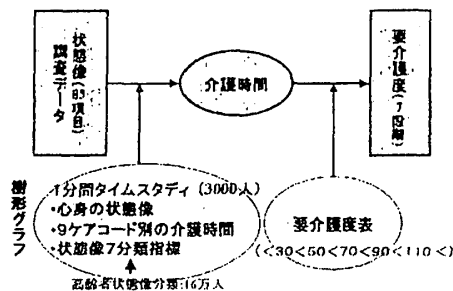 状態像(85項目)
調査データ
介護時間
要介護度(7段階)
樹形グラフ
1分間タイムスタディ(3000人)
・心身の状態像
・9ケアコード別の介護時間
・状態像7分類指標
要介護度表
(<30<50<70<90<110<)
高齢者状態像分類:16万人